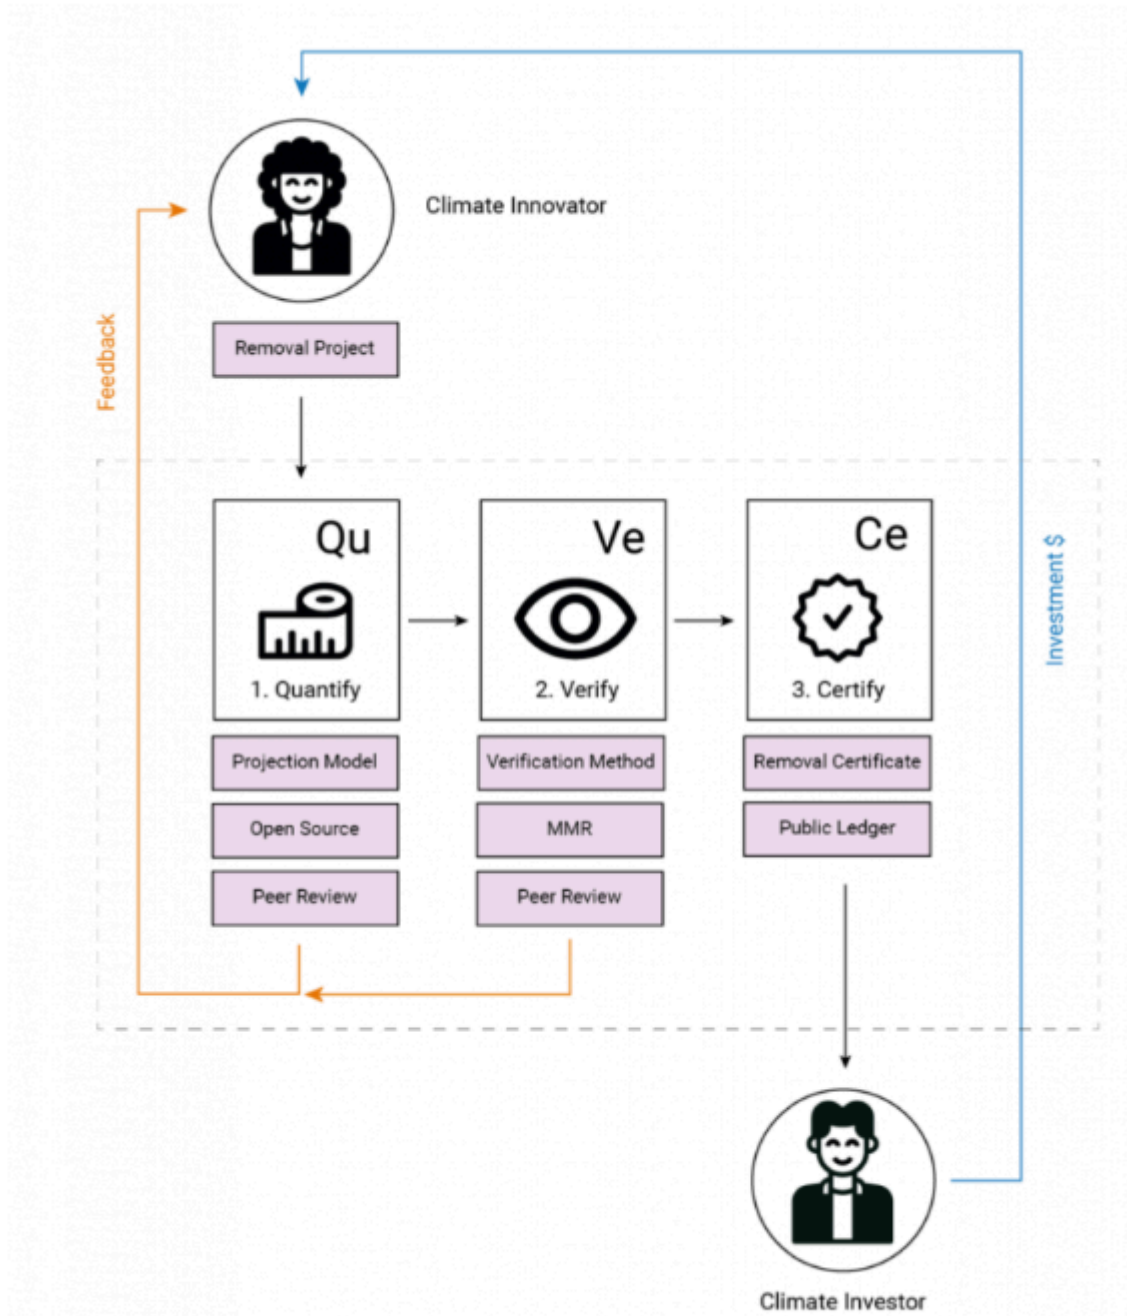 Climate Innovator
Removal Project
Feedback
Qu
1. Quantify
Ve
2. Verify
Ce
3. Certify
Investment $
Projection Model
Open Source
Peer Review
Verification Method
MMR
Peer Review
Removal Certificate
Public Ledger
Climate Investor